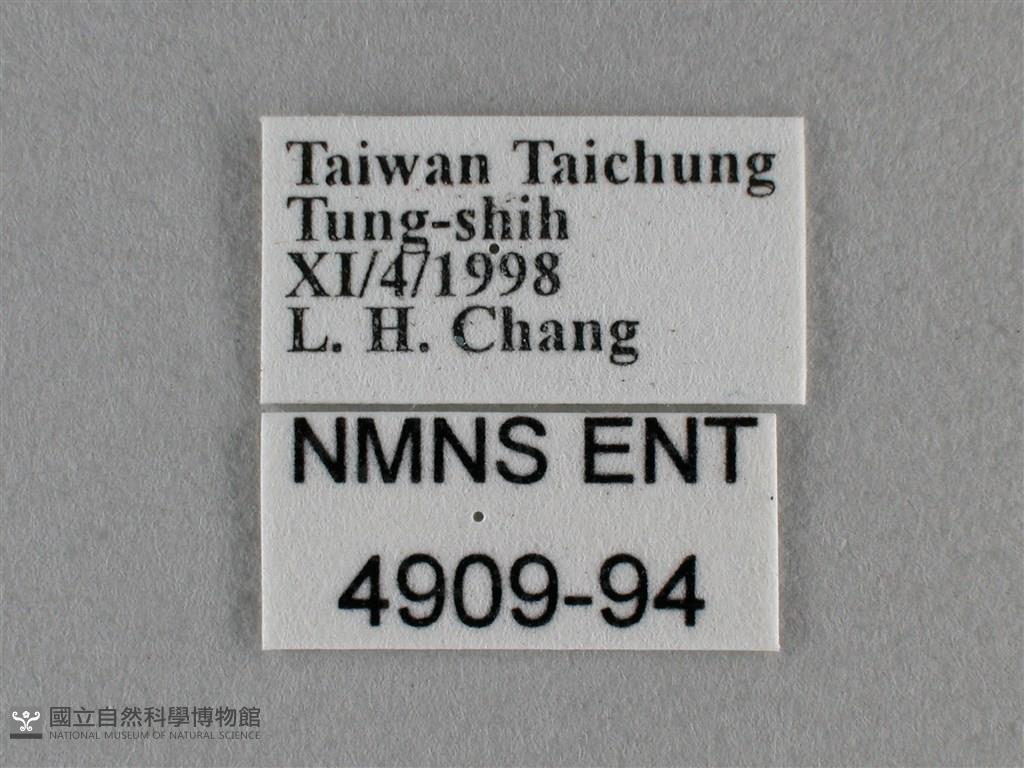 Taiwan Taichung
Tung-shih
XI/4/1998
L. H. Chang
NMNS ENT
4909-94
國立自然科學博物館
NATIONAL MUSEUM OF NATURAL SCIENCE